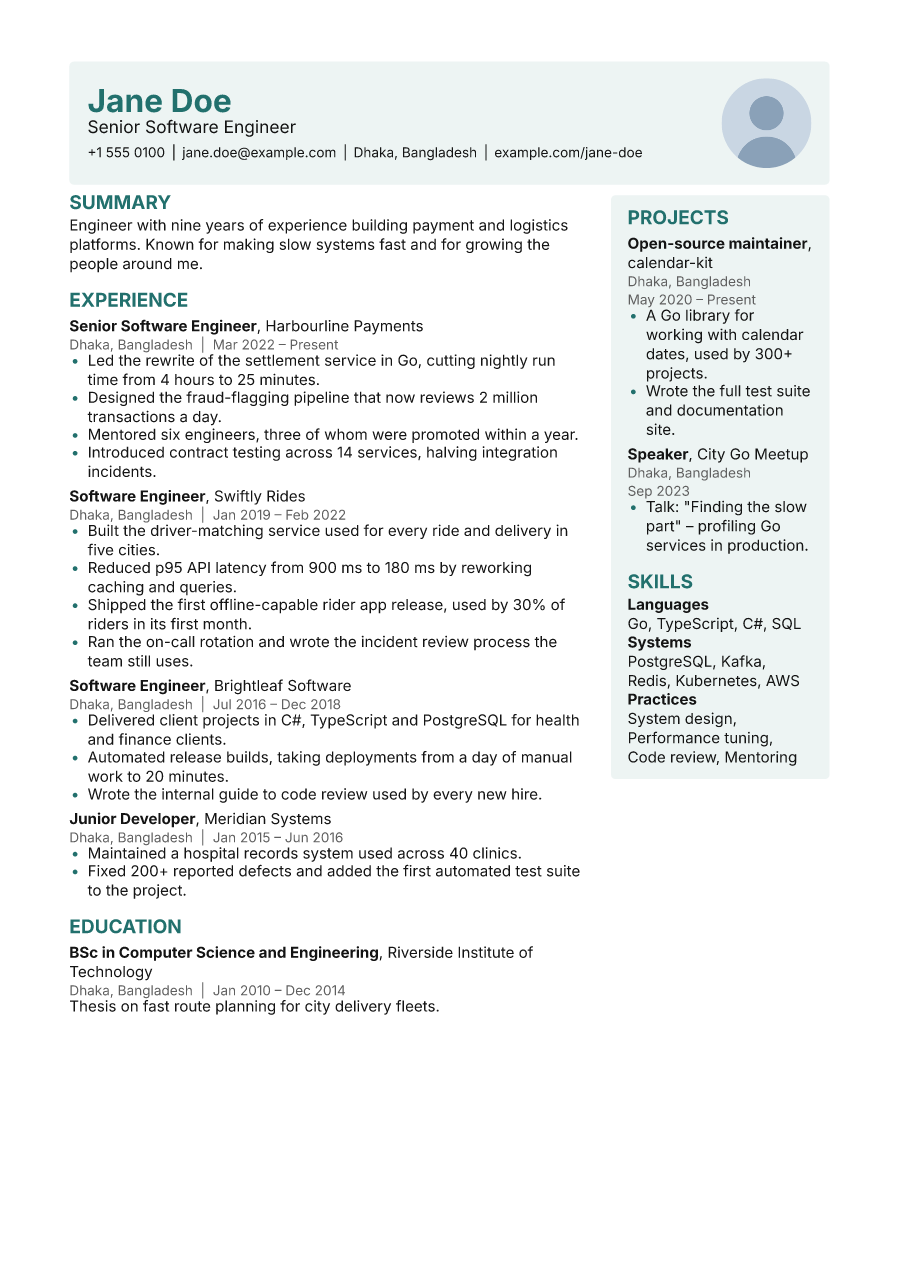 Jane Doe
Senior Software Engineer
+1 555 0100 | jane.doe@example.com | Dhaka, Bangladesh | example.com/jane-doe
SUMMARY
Engineer with nine years of experience building payment and logistics
platforms. Known for making slow systems fast and for growing the
people around me.
EXPERIENCE
Senior Software Engineer, Harbourline Payments
Dhaka, Bangladesh | Mar 2022 – Present
• Led the rewrite of the settlement service in Go, cutting nightly run
time from 4 hours to 25 minutes.
• Designed the fraud-flagging pipeline that now reviews 2 million
transactions a day.
• Mentored six engineers, three of whom were promoted within a year.
• Introduced contract testing across 14 services, halving integration
incidents.
Software Engineer, Swiftly Rides
Dhaka, Bangladesh | Jan 2019 – Feb 2022
• Built the driver-matching service used for every ride and delivery in
five cities.
• Reduced p95 API latency from 900 ms to 180 ms by reworking
caching and queries.
• Shipped the first offline-capable rider app release, used by 30% of
riders in its first month.
• Ran the on-call rotation and wrote the incident review process the
team still uses.
Software Engineer, Brightleaf Software
Dhaka, Bangladesh | Jul 2016 – Dec 2018
• Delivered client projects in C#, TypeScript and PostgreSQL for health
and finance clients.
• Automated release builds, taking deployments from a day of manual
work to 20 minutes.
• Wrote the internal guide to code review used by every new hire.
Junior Developer, Meridian Systems
Dhaka, Bangladesh | Jan 2015 – Jun 2016
• Maintained a hospital records system used across 40 clinics.
• Fixed 200+ reported defects and added the first automated test suite
to the project.
EDUCATION
BSc in Computer Science and Engineering, Riverside Institute of
Technology
Dhaka, Bangladesh | Jan 2010 – Dec 2014
Thesis on fast route planning for city delivery fleets.
PROJECTS
Open-source maintainer,
calendar-kit
Dhaka, Bangladesh
May 2020 – Present
• A Go library for
working with calendar
dates, used by 300+
projects.
• Wrote the full test suite
and documentation
site.
Speaker, City Go Meetup
Dhaka, Bangladesh
Sep 2023
• Talk: "Finding the slow
part" – profiling Go
services in production.
SKILLS
Languages
Go, TypeScript, C#, SQL
Systems
PostgreSQL, Kafka,
Redis, Kubernetes, AWS
Practices
System design,
Performance tuning,
Code review, Mentoring